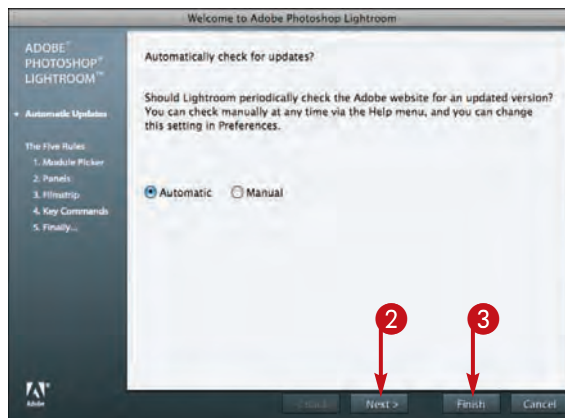 Welcome to Adobe Photoshop Lightroom
ADOBE®
PHOTOSHOP®
LIGHTROOM™
• Automatic Updates
The Five Rules
1. Module Picker
2. Panels
3. Filmstrip
4. Key Commands
5. Finally...
Automatically check for updates?
Should Lightroom periodically check the Adobe website for an updated version?
You can check manually at any time via the Help menu, and you can change
this setting in Preferences.
Automatic Manual
2 3
Adobe
Next > Finish Cancel